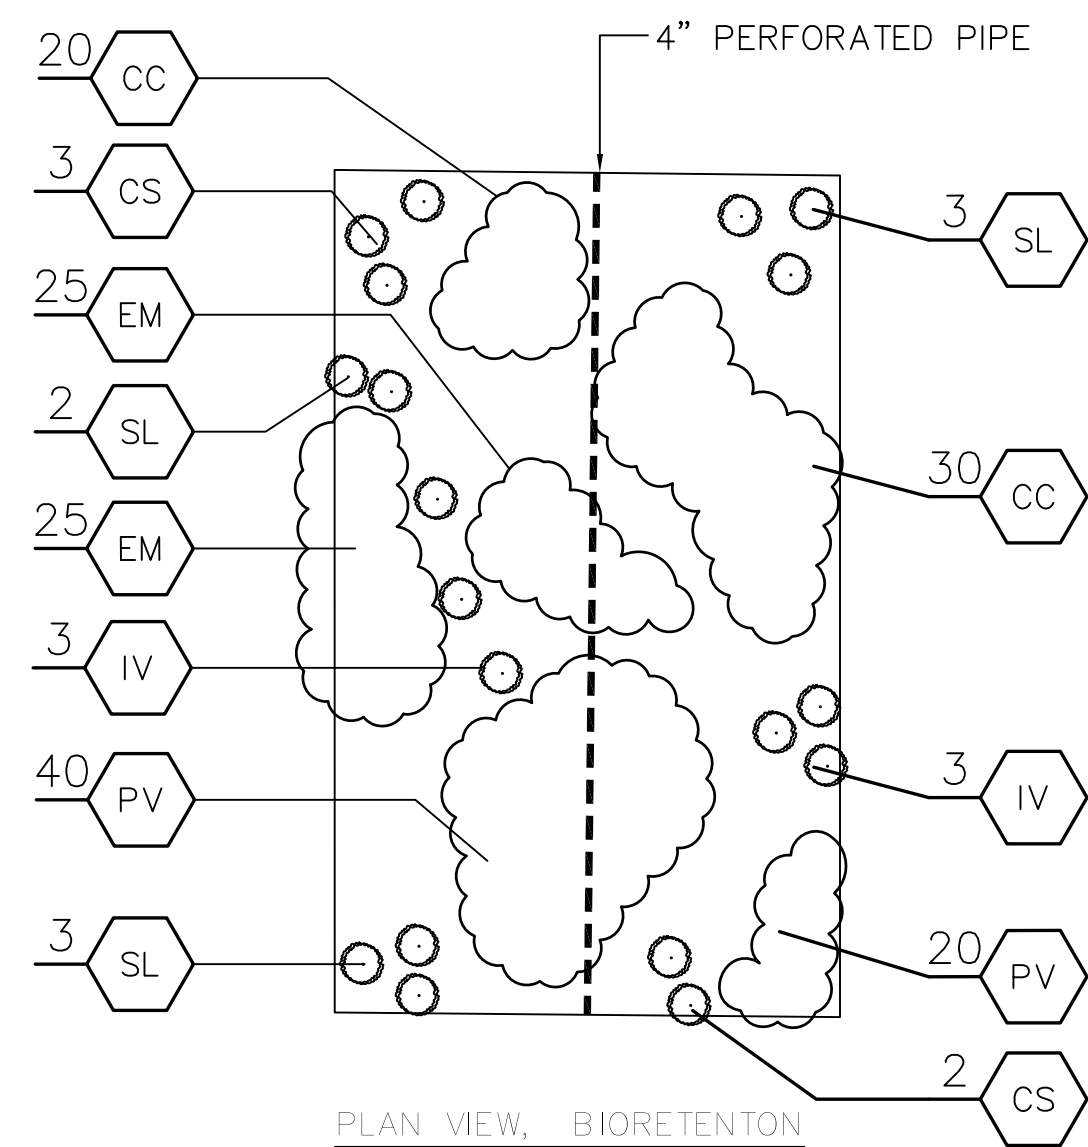 4" PERFORATED PIPE
20 CC
3 CS
25 EM
2 SL
25 EM
3 IV
40 PV
3 SL
3 SL
30 CC
3 IV
20 PV
2 CS
PLAN VIEW, BIORETENTON